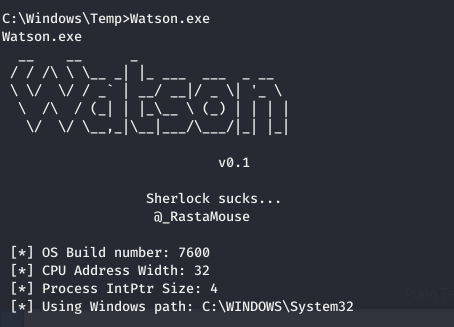 C:\Windows\Temp>Watson.exe
Watson.exe
Watson
v0.1
Sherlock sucks...
@_RastaMouse
[*] OS Build number: 7600
[*] CPU Address Width: 32
[*] Process IntPtr Size: 4
[*] Using Windows path: C:\WINDOWS\System32